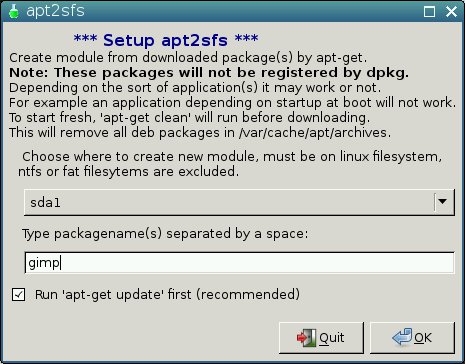 apt2sfs
*** Setup apt2sfs ***
Create module from downloaded package(s) by apt-get.
Note: These packages will not be registered by dpkg.
Depending on the sort of application(s) it may work or not.
For example an application depending on startup at boot will not work.
To start fresh, 'apt-get clean' will run before downloading.
This will remove all deb packages in /var/cache/apt/archives.
Choose where to create new module, must be on linux filesystem,
ntfs or fat filesytems are excluded.
sda1
Type packagename(s) separated by a space:
gimp
Run 'apt-get update' first (recommended)
Quit
OK